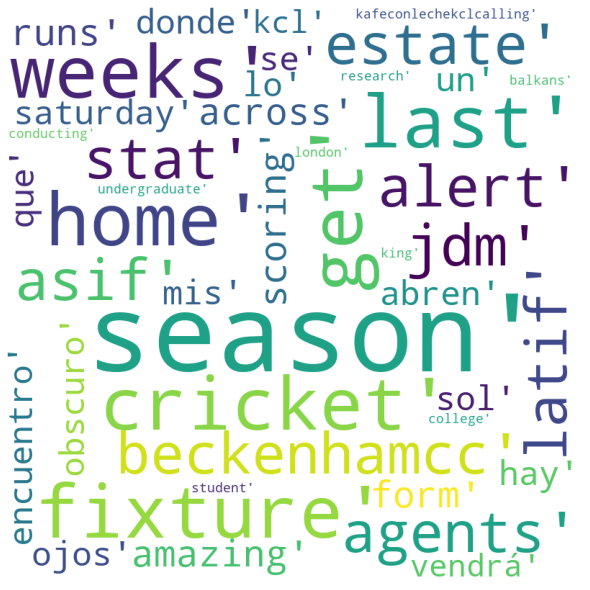 runs' donde' kcl' kafeconlechekclcalling'
weeks' se' estate'
lo' research' un' balkans'
saturday' across' last'
conducting'
stat' london'
que' undergraduate' scoring' get' alert'
home' king' jdm'
asif' mis' abren'
season' latif'
obscuro' cricket' sol'
college'
encuentro' beckenhamcc' hay'
student' form'
fixture' agents'
ojos' amazing' vendrá'